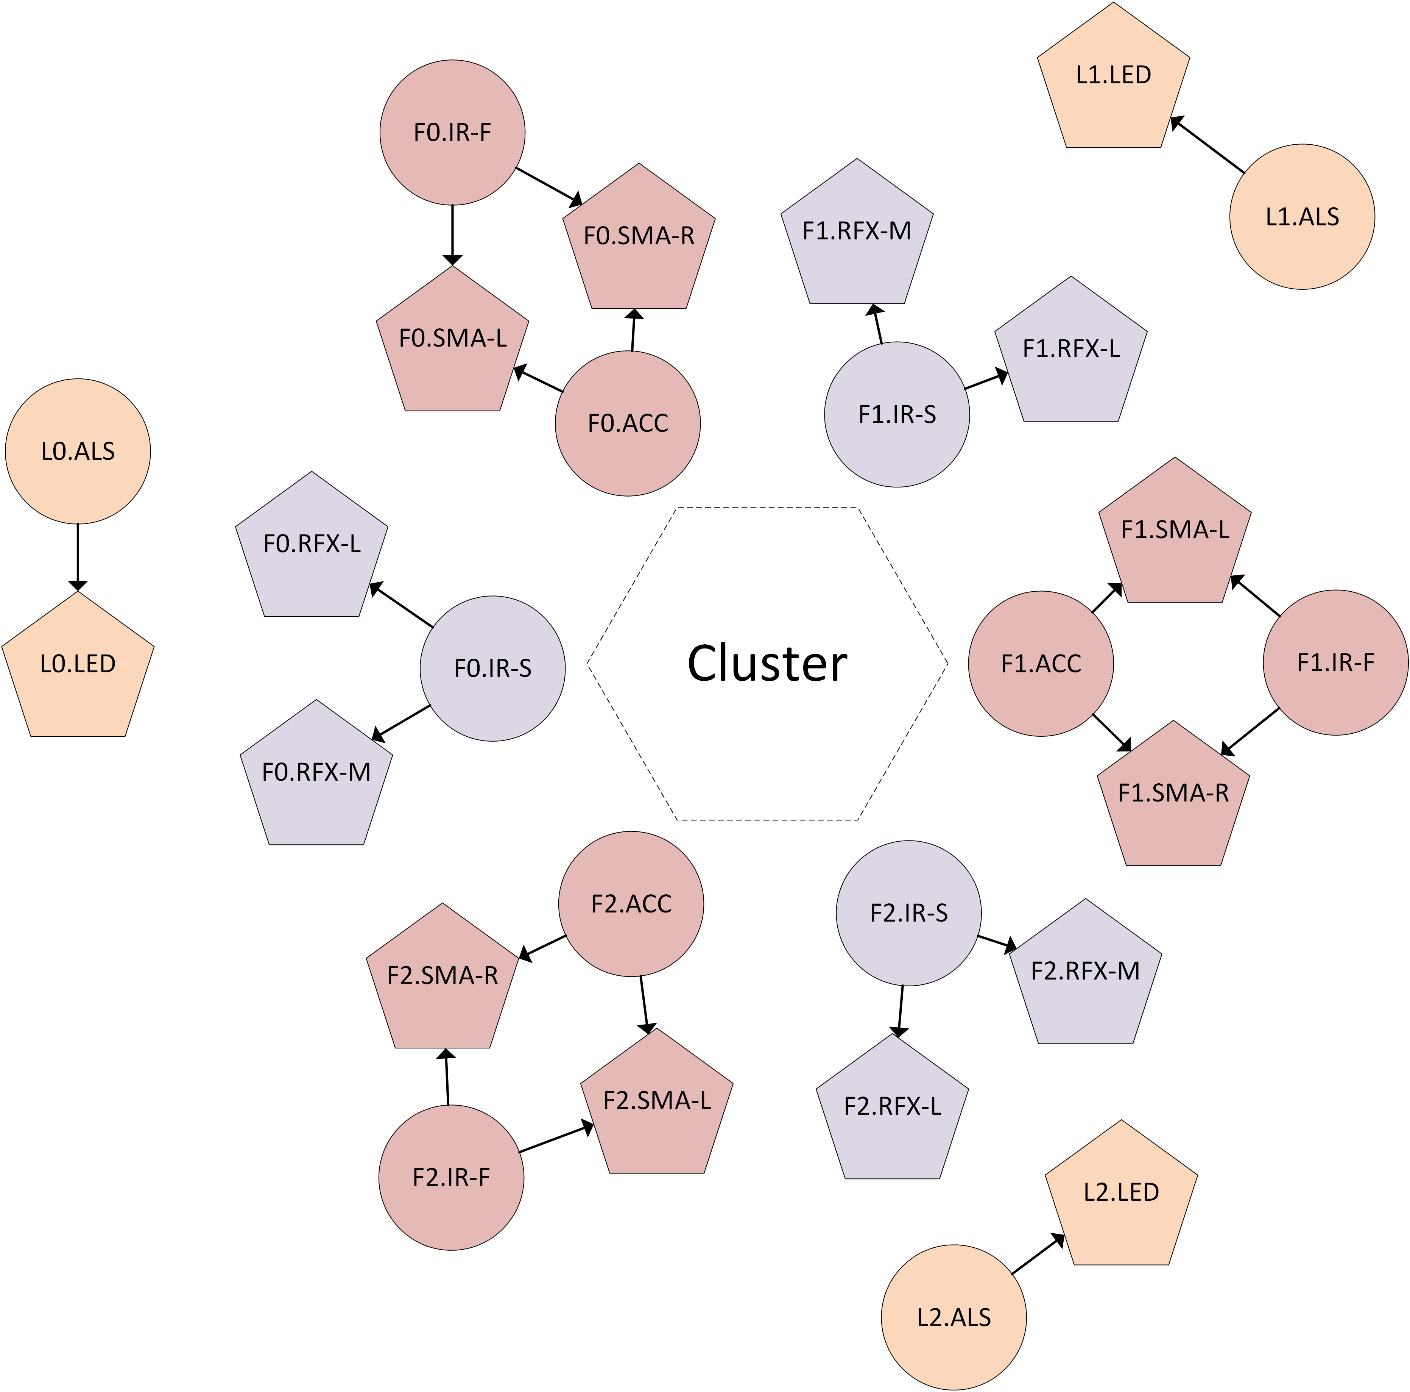 L1.LED
F0.IR-F
L1.ALS
F1.RFX-M
F0.SMA-R
F0.SMA-L
F1.RFX-L
F1.IR-S
F0.ACC
L0.ALS
F1.SMA-L
F0.RFX-L
L0.LED
F0.IR-S
Cluster
F1.ACC
F1.IR-F
F0.RFX-M
F1.SMA-R
F2.ACC
F2.IR-S
F2.SMA-R
F2.RFX-M
F2.SMA-L
F2.RFX-L
F2.IR-F
L2.LED
L2.ALS